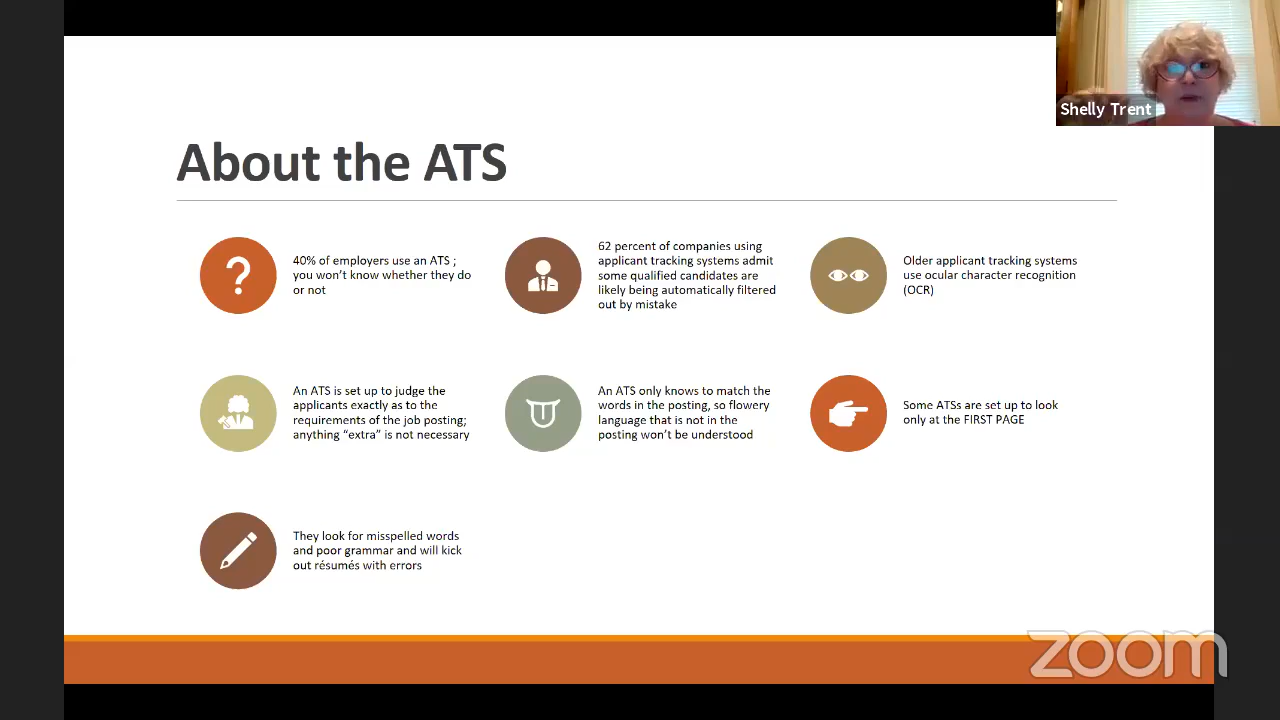 Shelly Trent
About the ATS
40% of employers use an ATS ;
you won't know whether they do
or not
62 percent of companies using
applicant tracking systems admit
some qualified candidates are
likely being automatically filtered
out by mistake
Older applicant tracking systems
use ocular character recognition
(OCR)
An ATS is set up to judge the
applicants exactly as to the
requirements of the job posting;
anything “extra” is not necessary
An ATS only knows to match the
words in the posting, so flowery
language that is not in the
posting won't be understood
Some ATSs are set up to look
only at the FIRST PAGE
They look for misspelled words
and poor grammar and will kick
out résumés with errors
zoom